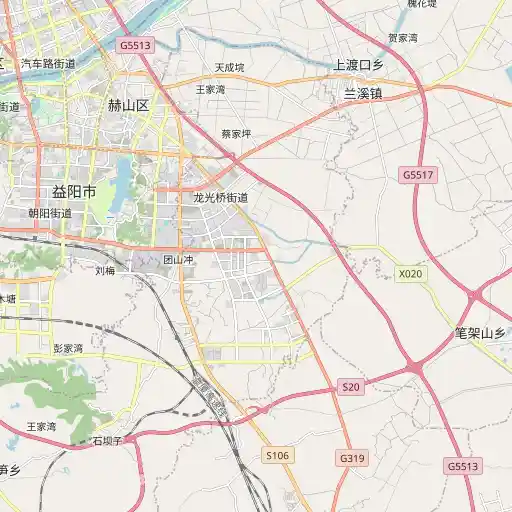 槐花堤
贺家湾
G5513
区
汽车路街道
天成坑
上渡口乡
王家湾
兰溪镇
街道
赫山区
蔡家坪
G5517
益阳市
龙光桥街道
朝阳街道
团山冲
刘梅
X020
木塘
笔架山乡
彭家湾
S20
王家湾
石坝子
笋乡
S106
G319
G5513